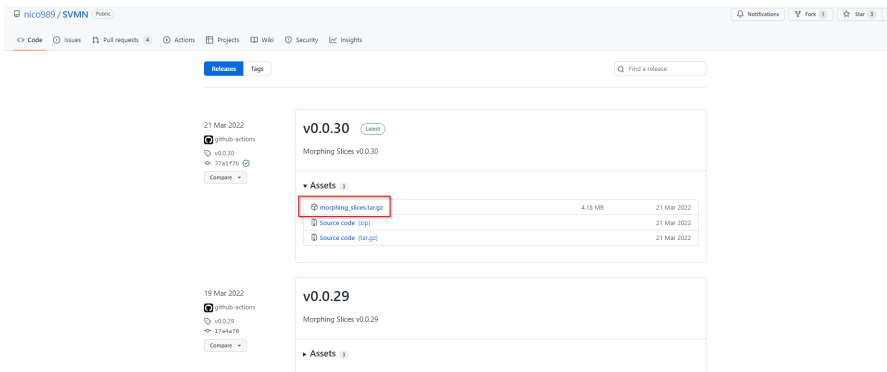 nico989 / SVMN Public
Notifications Fork 1 Star 3
Code Issues Pull requests 4 Actions Projects Wiki Security Insights
Releases Tags
Find a release
21 Mar 2022
github-actions
v0.0.30
77a1f7b
Compare
v0.0.30 Latest
Morphing Slices v0.0.30
Assets 3
morphing_slices.tar.gz 4.18 MB 21 Mar 2022
Source code (zip) 21 Mar 2022
Source code (tar.gz) 21 Mar 2022
19 Mar 2022
github-actions
v0.0.29
17a4a70
Compare
v0.0.29
Morphing Slices v0.0.29
Assets 3